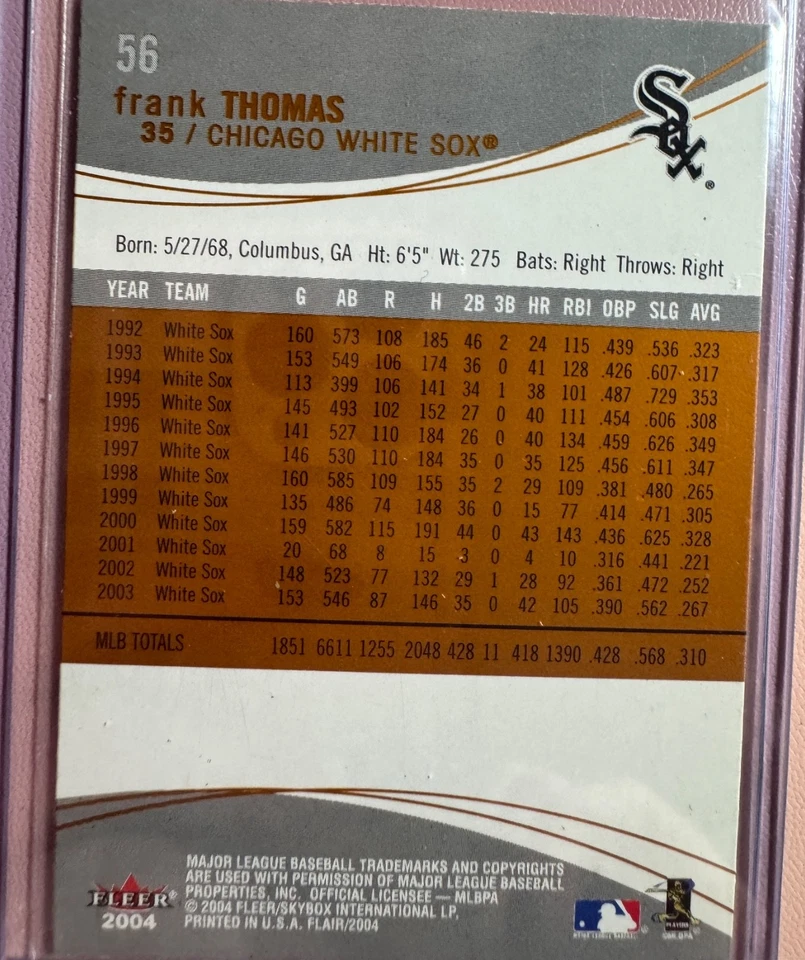 56
frank THOMAS
35 / CHICAGO WHITE SOX®
Sox®
Born: 5/27/68, Columbus, GA Ht: 6'5" Wt: 275 Bats: Right Throws: Right
YEAR TEAM G AB R H 2B 3B HR RBI OBP SLG AVG
1992 White Sox 160 573 108 185 46 2 24 115 .439 .536 .323
1993 White Sox 153 549 106 174 36 0 41 128 .426 .607 .317
1994 White Sox 113 399 106 141 34 1 38 101 .487 .729 .353
1995 White Sox 145 493 102 152 27 0 40 111 .454 .606 .308
1996 White Sox 141 527 110 184 26 0 40 134 .459 .626 .349
1997 White Sox 146 530 110 184 35 0 35 125 .456 .611 .347
1998 White Sox 160 585 109 155 35 2 29 109 .381 .480 .265
1999 White Sox 135 486 74 148 36 0 15 77 .414 .471 .305
2000 White Sox 159 582 115 191 44 0 43 143 .436 .625 .328
2001 White Sox 20 68 8 15 3 0 4 10 .316 .441 .221
2002 White Sox 148 523 77 132 29 1 28 92 .361 .472 .252
2003 White Sox 153 546 87 146 35 0 42 105 .390 .562 .267
MLB TOTALS 1851 6611 1255 2048 428 11 418 1390 .428 .568 .310
MAJOR LEAGUE BASEBALL TRADEMARKS AND COPYRIGHTS
ARE USED WITH PERMISSION OF MAJOR LEAGUE BASEBALL
PROPERTIES, INC. OFFICIAL LICENSEE — MLBPA
© 2004 FLEER/SKYBOX INTERNATIONAL LP.
PRINTED IN U.S.A. FLAIR/2004
FLEER®
2004
MAJOR LEAGUE BASEBALL
PLAYERS